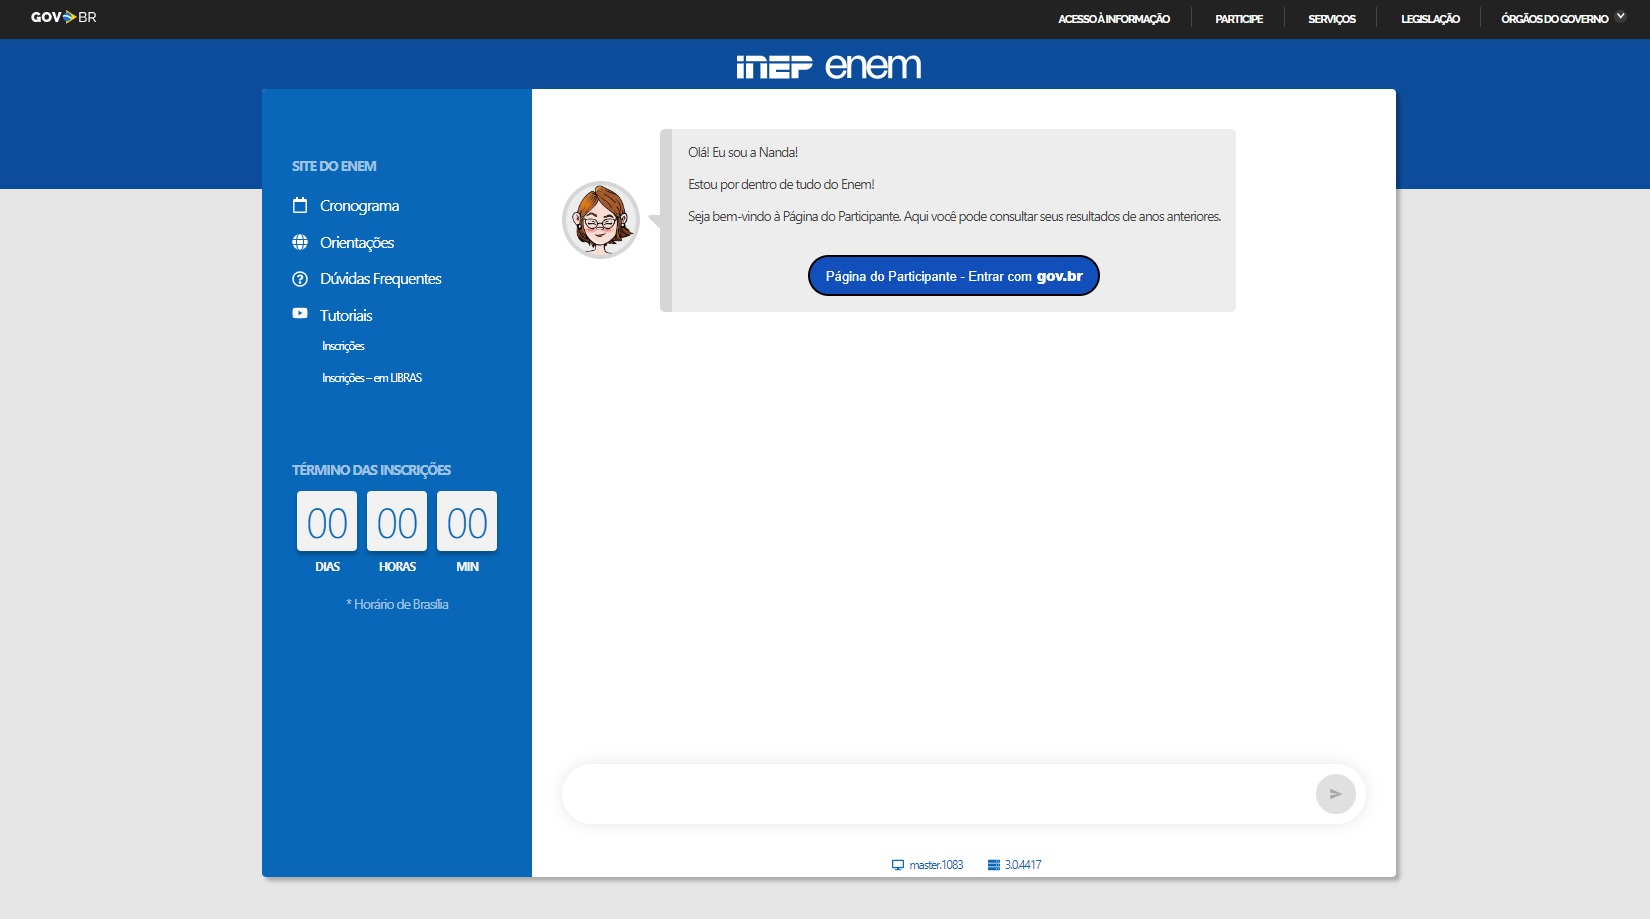 GOV BR
ACESSO À INFORMAÇÃO
PARTICIPE
SERVIÇOS
LEGISLAÇÃO
ÓRGÃOS DO GOVERNO
INEP enem
SITE DO ENEM
Cronograma
Orientações
Dúvidas Frequentes
Tutoriais
Inscrições
Inscrições – em LIBRAS
TÉRMINO DAS INSCRIÇÕES
00 00 00
DIAS HORAS MIN
* Horário de Brasília
Olá! Eu sou a Nanda!
Estou por dentro de tudo do Enem!
Seja bem-vindo à Página do Participante. Aqui você pode consultar seus resultados de anos anteriores.
Página do Participante - Entrar com gov.br
master.1083
3.0.4417